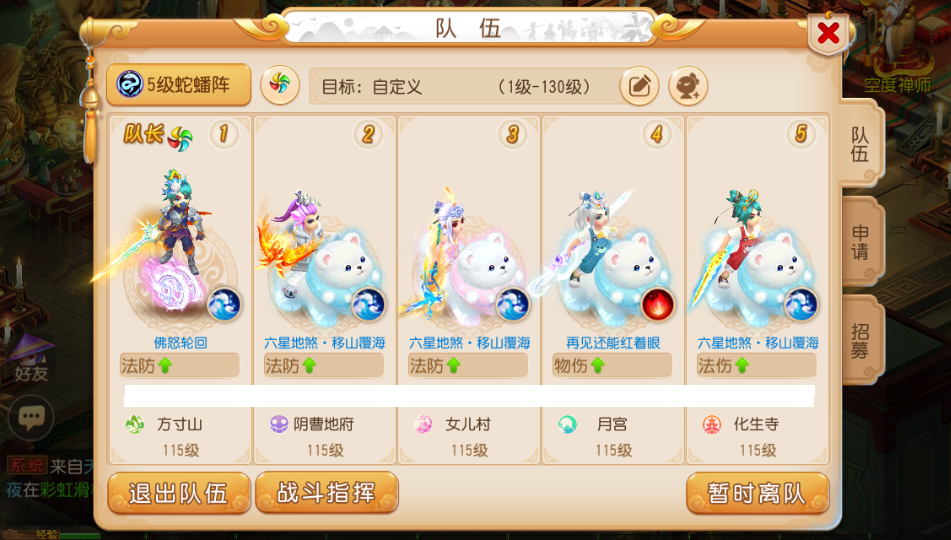 队 伍
空度禅师
5级蛇蟠阵
目标：自定义 （1级-130级）
队伍
申请
招募
队长 1 2 3 4 5
佛怒轮回 六星地煞·移山覆海 六星地煞·移山覆海 再见还能红着眼 六星地煞·移山覆海
法防 法防 法防 物伤 法伤
方寸山 阴曹地府 女儿村 月宫 化生寺
115级 115级 115级 115级 115级
好友
系统 来自天
夜在彩虹滑
退出队伍 战斗指挥 暂时离队
经验